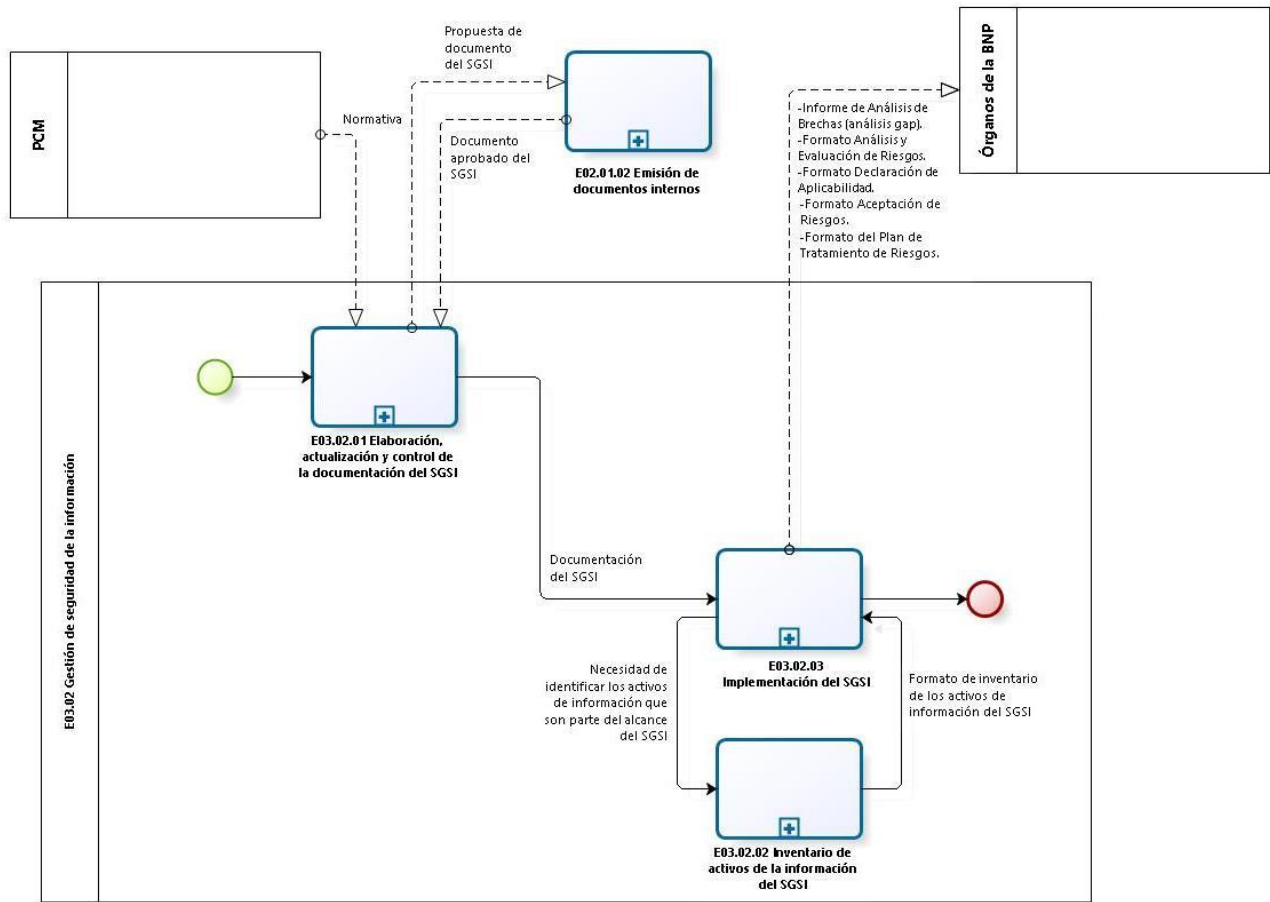 PCM
Normativa
Propuesta de
documento
del SGSI
Documento
aprobado del
SGSI
E02.01.02 Emisión de
documentos internos
-Informe de Análisis de
Brechas (análisis gap).
-Formato Análisis y
Evaluación de Riesgos.
-Formato Declaración de
Aplicabilidad.
-Formato Aceptación de
Riesgos.
-Formato del Plan de
Tratamiento de Riesgos.
Órganos de la BNP
E03.02 Gestión de seguridad de la información
E03.02.01 Elaboración,
actualización y control de
la documentación del SGSI
Documentación
del SGSI
E03.02.03
Implementación del SGSI
Necesidad de
identificar los activos
de información que
son parte del alcance
del SGSI
Formato de inventario
de los activos de
información del SGSI
E03.02.02 Inventario de
activos de la información
del SGSI